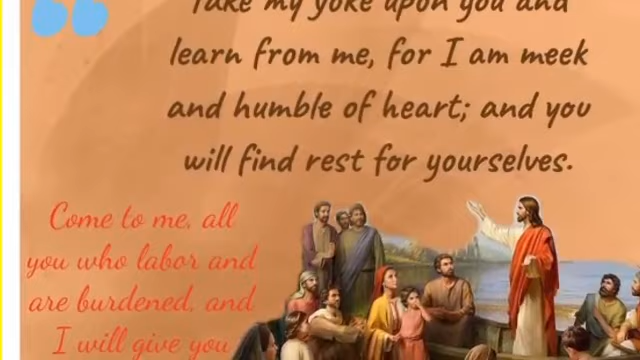 Take my yoke upon you and
learn from me, for I am meek
and humble of heart; and you
will find rest for yourselves.
Come to me, all
you who labor and
are burdened, and
I will give you